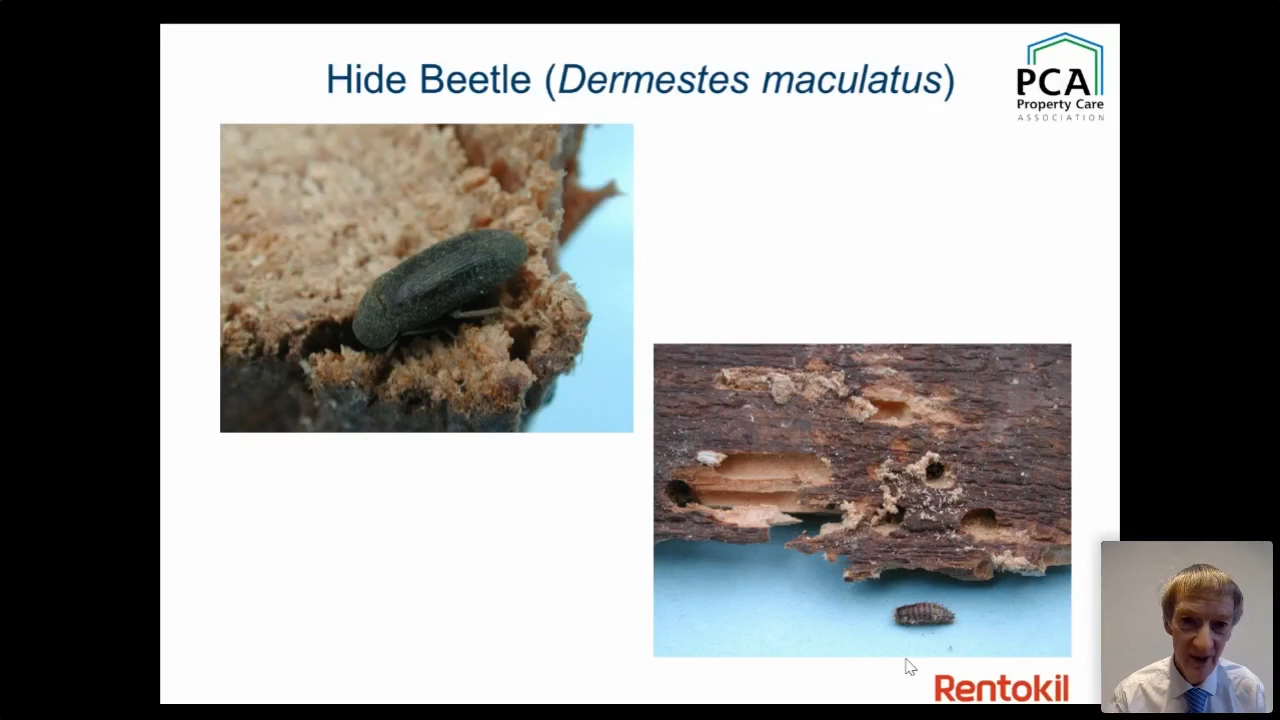 Hide Beetle (Dermestes maculatus)
PCA
Property Care
ASSOCIATION
Rentokil